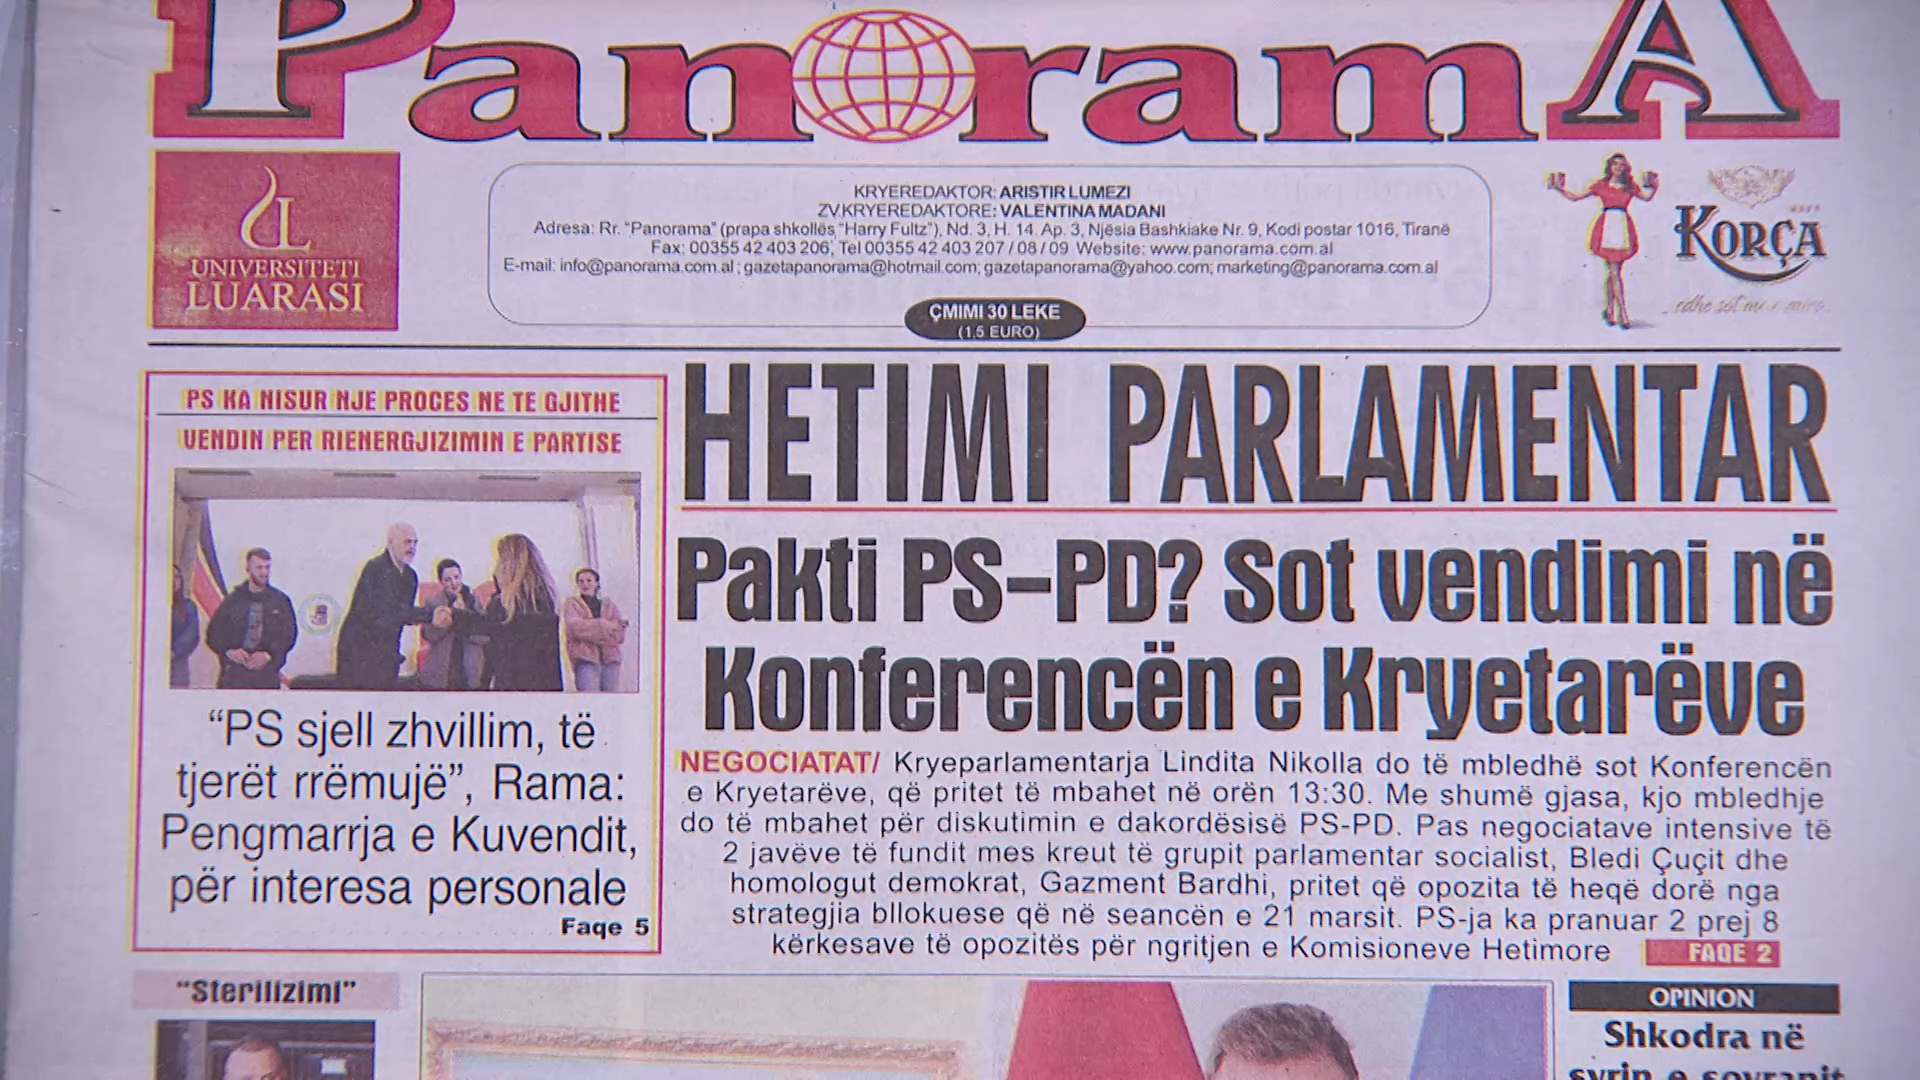 PanoramA
UNIVERSITETI
LUARASI
KRYEREDAKTOR: ARISTIR LUMEZI
ZV.KRYEREDAKTORE: VALENTINA MADANI
Adresa: Rr. "Panorama" (prapa shkollës "Harry Fultz"), Nd. 3, H. 14. Ap. 3, Njësia Bashkiake Nr. 9, Kodi postar 1016, Tiranë
Fax: 00355 42 403 206; Tel 00355 42 403 207 / 08 / 09 Website: www.panorama.com.al
E-mail: info@panorama.com.al; gazetapanorama@hotmail.com; gazetapanorama@yahoo.com; marketing@panorama.com.al
ÇMIMI 30 LEKE
(1,5 EURO)
KORÇA
PS KA NISUR NJE PROCES NE TE GJITHE
VENDIN PER RIENERGJIZIMIN E PARTISE
"PS sjell zhvillim, të
tjerët rrëmujë", Rama:
Pengmarrja e Kuvendit,
për interesa personale
Faqe 5
HETIMI PARLAMENTAR
Pakti PS-PD? Sot vendimi në
Konferencën e Kryetarëve
NEGOCIATAT/ Kryeparlamentarja Lindita Nikolla do të mbledhë sot Konferencën
e Kryetarëve, që pritet të mbahet në orën 13:30. Me shumë gjasa, kjo mbledhje
do të mbahet për diskutimin e dakordësisë PS-PD. Pas negociatave intensive të
2 javëve të fundit mes kreut të grupit parlamentar socialist, Bledi Çuçit dhe
homologut demokrat, Gazment Bardhi, pritet që opozita të heqë dorë nga
strategjia bllokuese që në seancën e 21 marsit. PS-ja ka pranuar 2 prej 8
kërkesave të opozitës për ngritjen e Komisioneve Hetimore
FAQE 2
"Sterilizimi"
OPINION
Shkodra në
syrin e sovranit